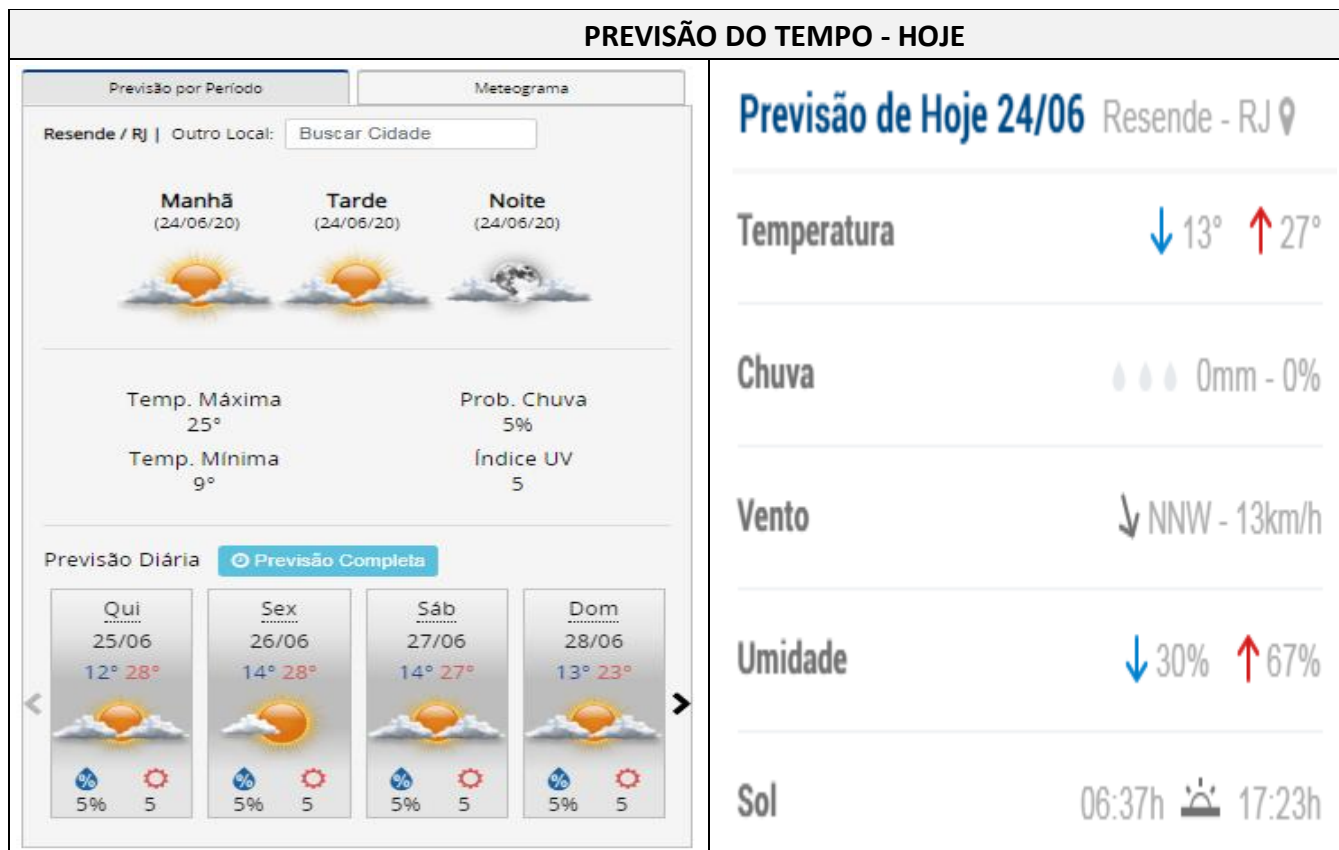 PREVISÃO DO TEMPO - HOJE
Previsão por Período
Meteograma
Resende / RJ | Outro Local: Buscar Cidade
Manhã Tarde Noite
(24/06/20) (24/06/20) (24/06/20)
Temp. Máxima Prob. Chuva
25° 5%
Temp. Mínima Índice UV
9° 5
Previsão Diária Previsão Completa
Qui Sex Sáb Dom
25/06 26/06 27/06 28/06
12° 28° 14° 28° 14° 27° 13° 23°
% % % %
5% 5 5% 5 5% 5 5% 5
Previsão de Hoje 24/06 Resende - RJ
Temperatura 13° 27°
Chuva 0mm - 0%
Vento NNW - 13km/h
Umidade 30% 67%
Sol 06:37h 17:23h